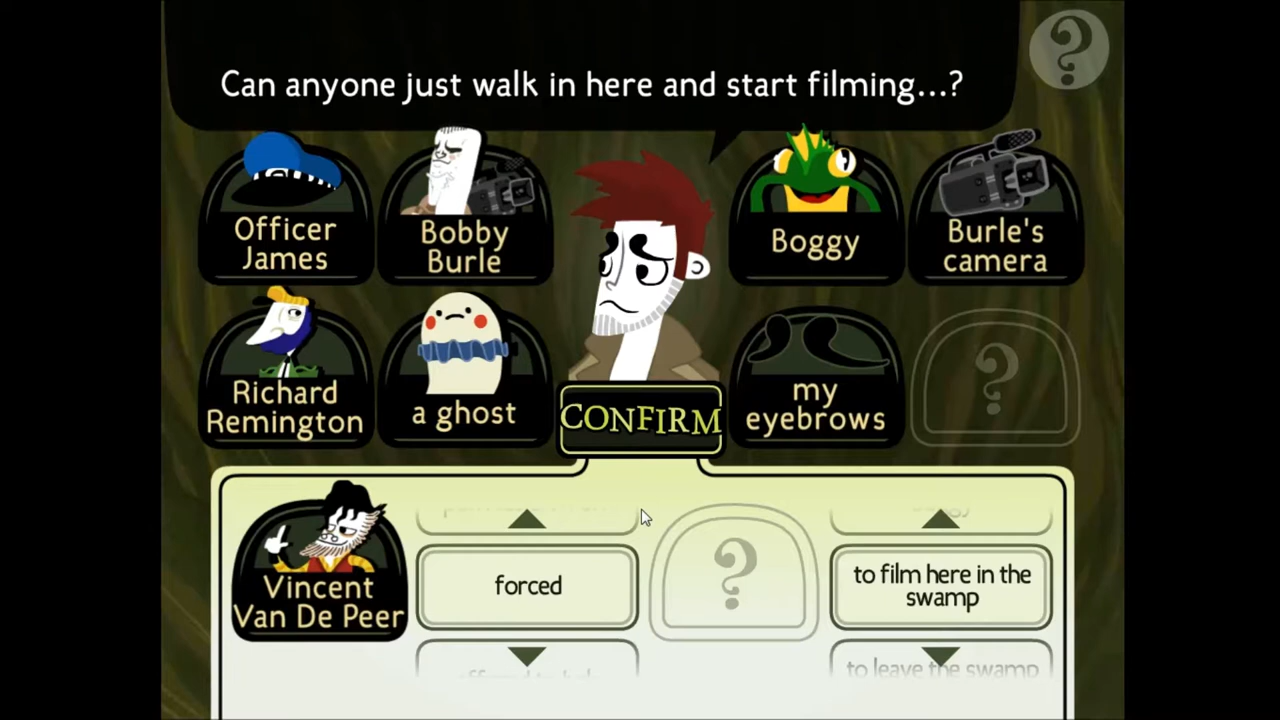 Can anyone just walk in here and start filming...?
?
Officer
James
Bobby
Burle
Boggy
Burle's
camera
Richard
Remington
a ghost
CONFIRM
my
eyebrows
?
Vincent
Van De Peer
forced
?
to film here in the
swamp
to leave the swamp